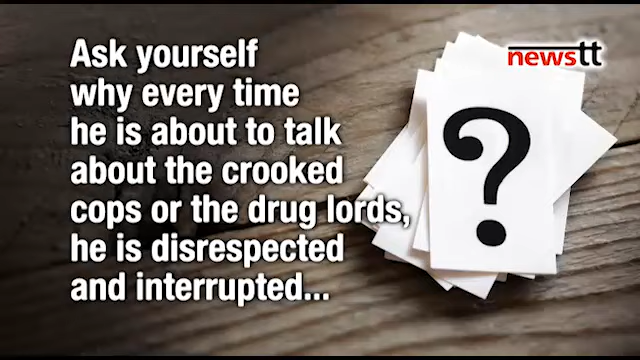 newstt
Ask yourself
why every time
he is about to talk
about the crooked
cops or the drug lords,
he is disrespected
and interrupted...
?